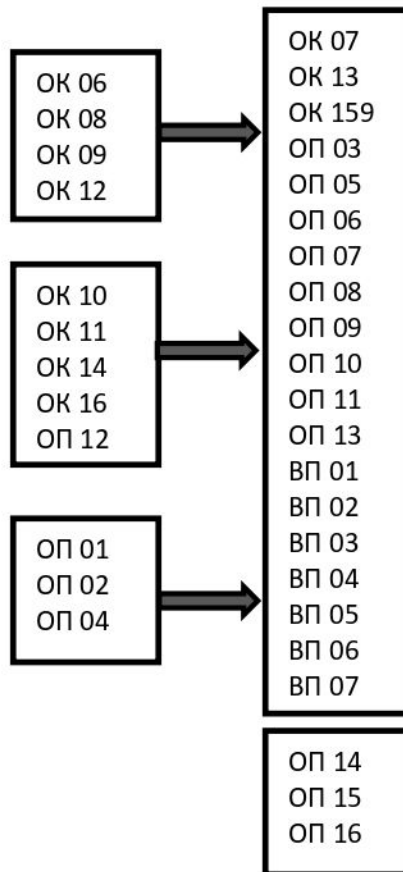 ОК 06
ОК 08
ОК 09
ОК 12
ОК 10
ОК 11
ОК 14
ОК 16
ОП 12
ОП 01
ОП 02
ОП 04
ОК 07
ОК 13
ОК 159
ОП 03
ОП 05
ОП 06
ОП 07
ОП 08
ОП 09
ОП 10
ОП 11
ОП 13
ВП 01
ВП 02
ВП 03
ВП 04
ВП 05
ВП 06
ВП 07
ОП 14
ОП 15
ОП 16